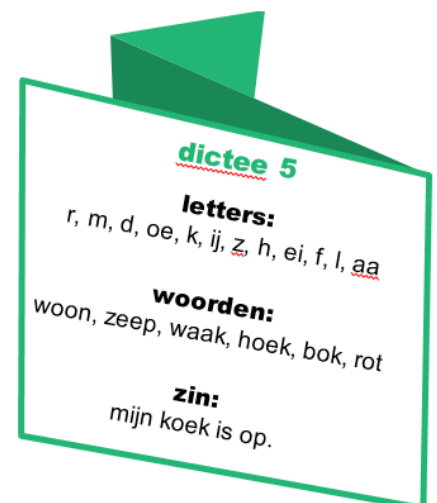 dictee 5
letters:
r, m, d, oe, k, ij, z, h, ei, f, l, aa
woorden:
woon, zeep, waak, hoek, bok, rot
zin:
mijn koek is op.